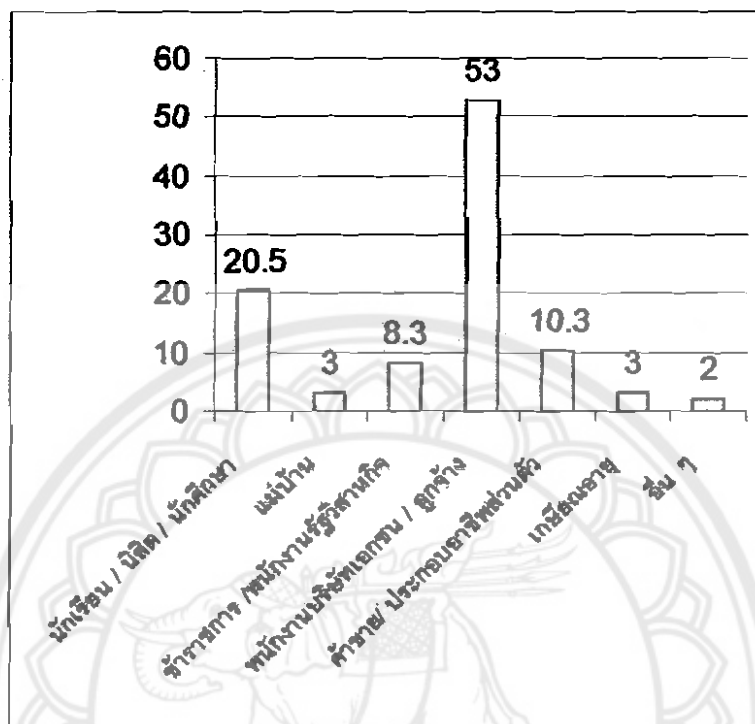 60
50
40
30
20
10
0
20.5
3
8.3
53
10.3
3
2
นักเรียน / นิสิต / นักศึกษา
แม่บ้าน
ข้าราชการ /พนักงานรัฐวิสาหกิจ
พนักงานบริษัทเอกชน / ลูกจ้าง
ค้าขาย/ ประกอบอาชีพส่วนตัว
เกษียณอายุ
อื่น ๆ